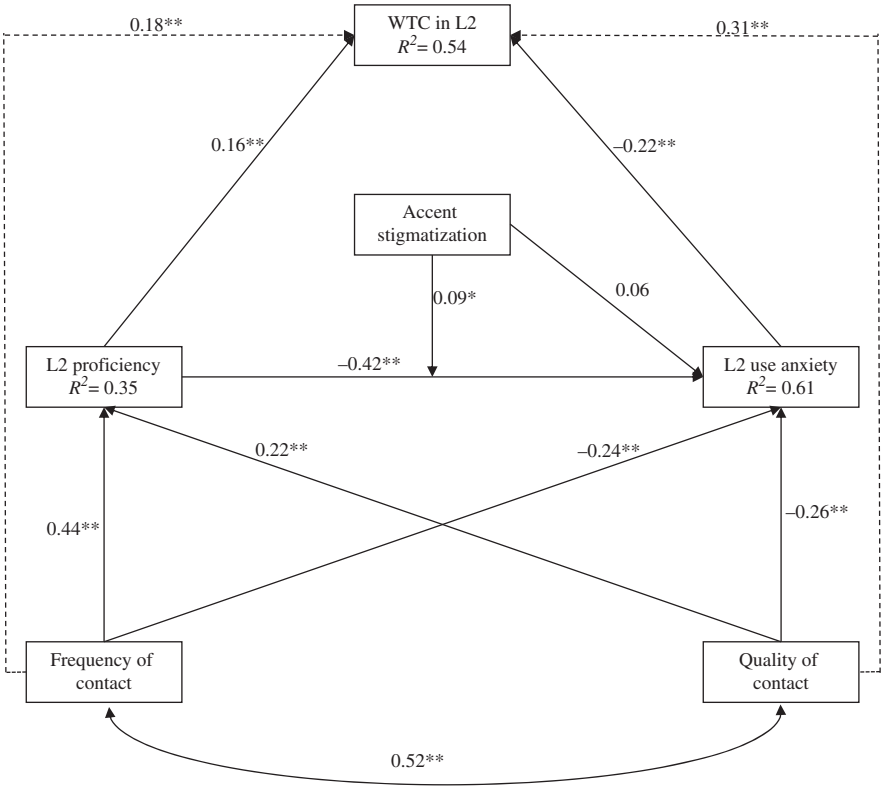 0.18**
WTC in L2
R²= 0.54
0.31**
0.16**
–0.22**
Accent
stigmatization
0.09*
0.06
L2 proficiency
R²= 0.35
–0.42**
L2 use anxiety
R²= 0.61
0.22**
–0.24**
0.44**
–0.26**
Frequency of
contact
Quality of
contact
0.52**